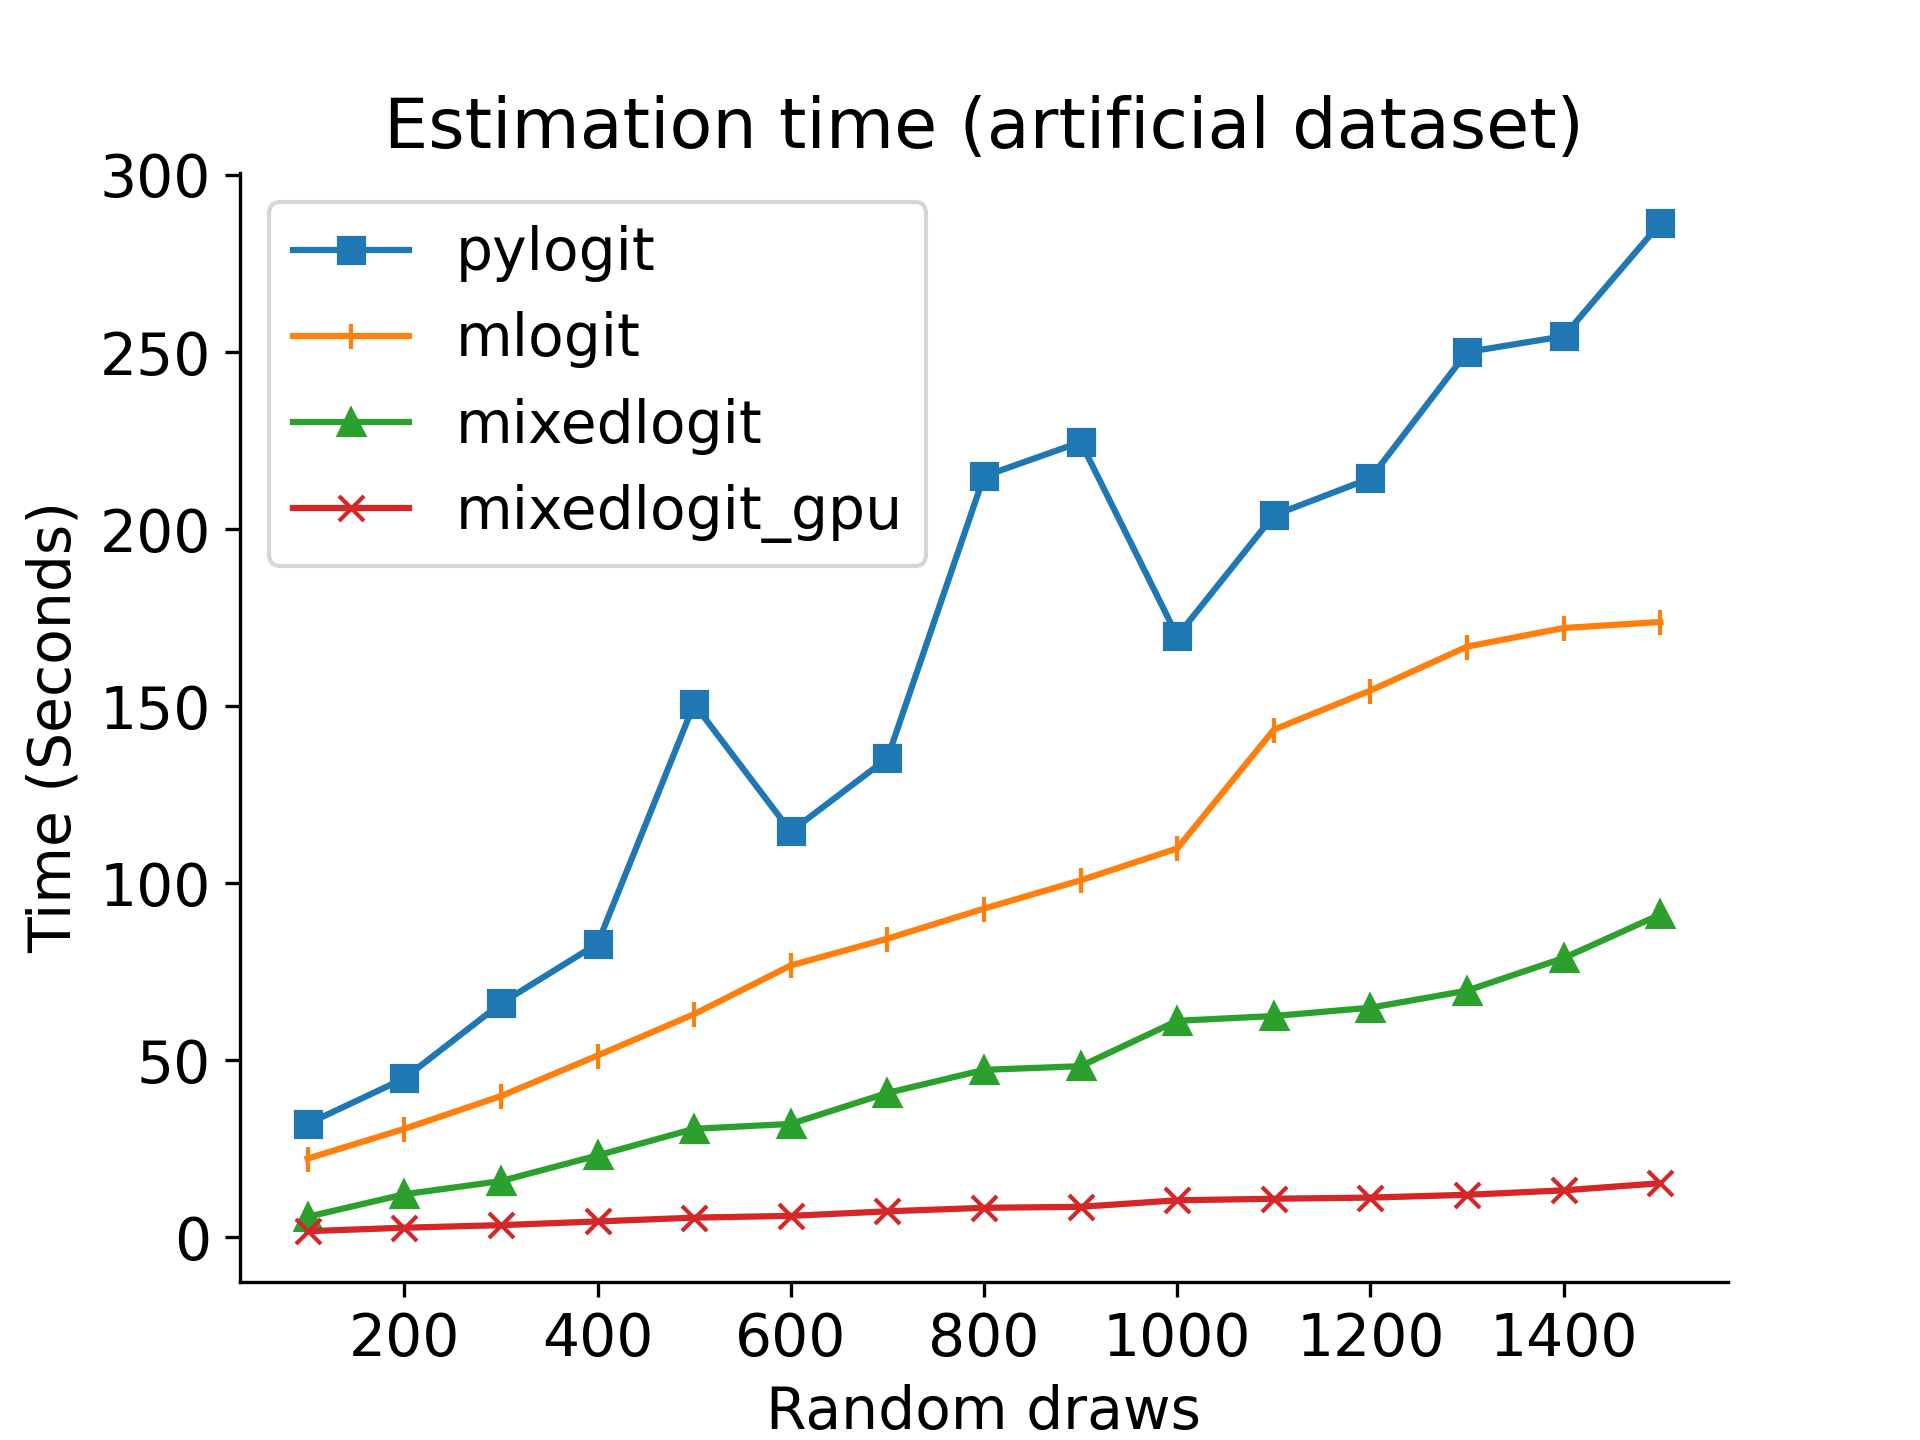 Estimation time (artificial dataset)
300
250
200
150
100
50
0
Time (Seconds)
pylogit
mlogit
mixedlogit
mixedlogit_gpu
200 400 600 800 1000 1200 1400
Random draws